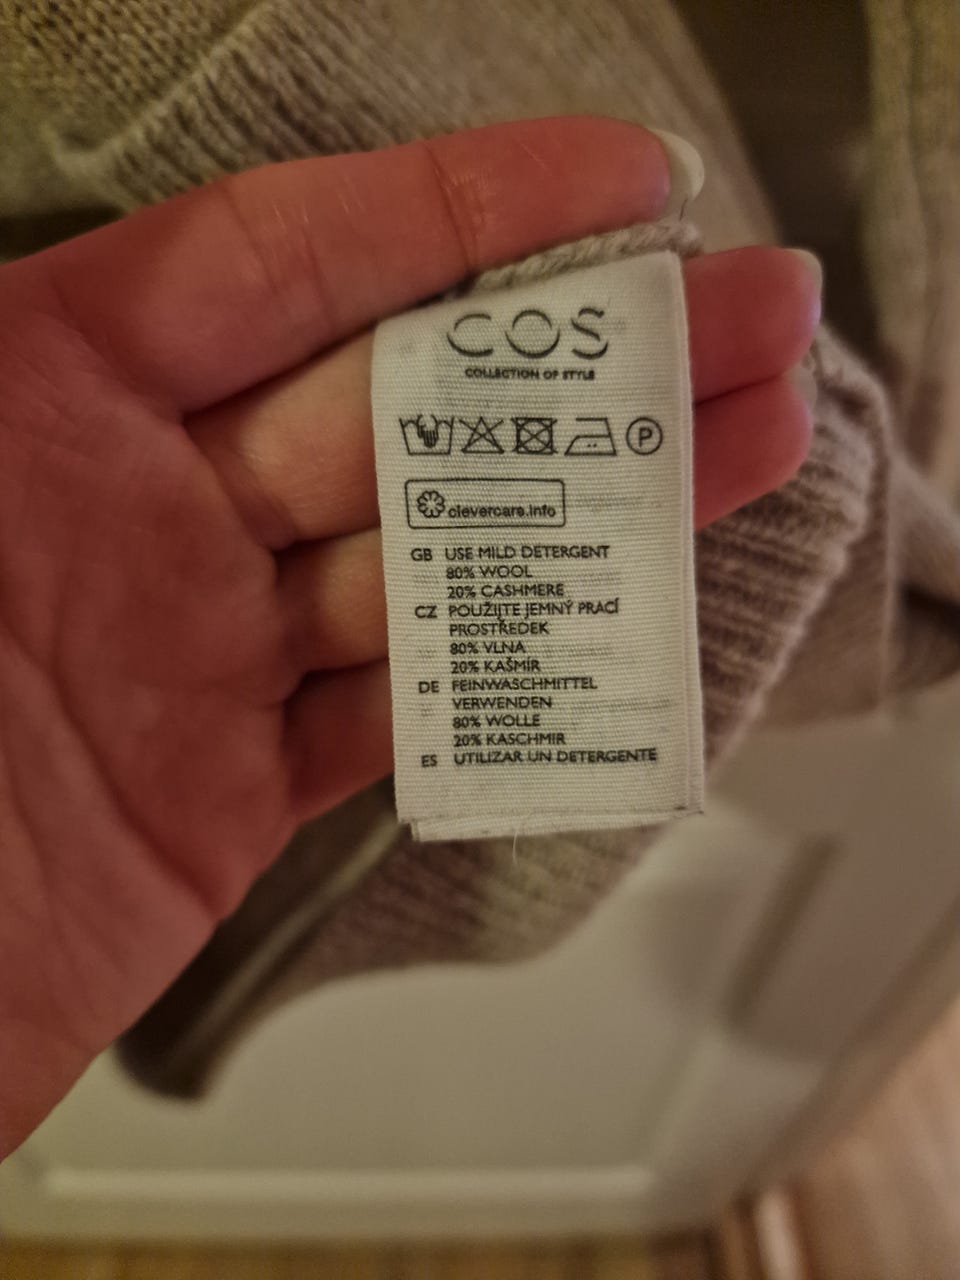 COS
COLLECTION OF STYLE
P
clevercare.info
GB USE MILD DETERGENT
80% WOOL
20% CASHMERE
CZ POUŽIJTE JEMNÝ PRACÍ
PROSTŘEDEK
80% VLNA
20% KAŠMÍR
DE FEINWASCHMITTEL
VERWENDEN
80% WOLLE
20% KASCHMIR
ES UTILIZAR UN DETERGENTE